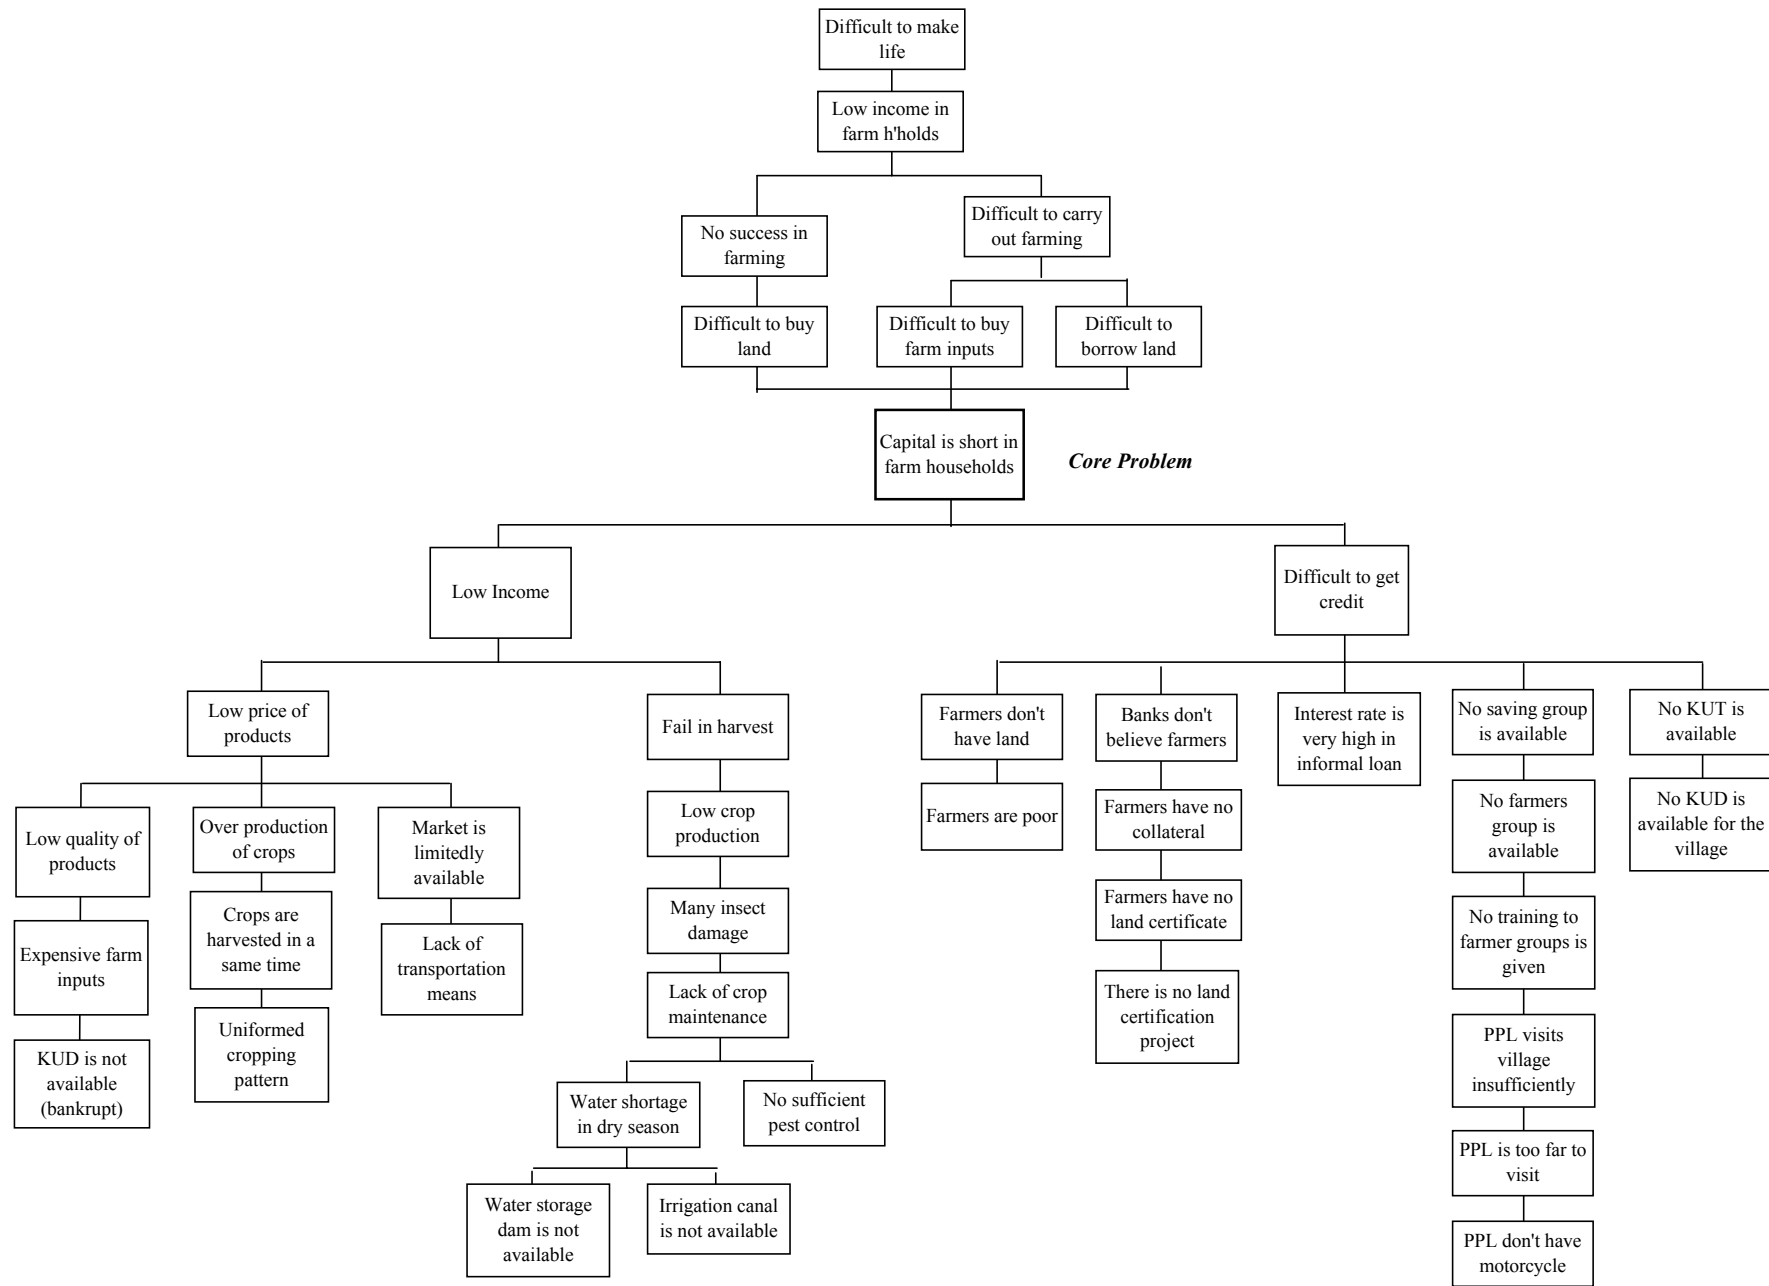 Difficult to make
life
Low income in
farm h'holds
No success in
farming
Difficult to carry
out farming
Difficult to buy
land
Difficult to buy
farm inputs
Difficult to
borrow land
Capital is short in
farm households
Core Problem
Low Income
Difficult to get
credit
Low price of
products
Fail in harvest
Farmers don't
have land
Banks don't
believe farmers
Interest rate is
very high in
informal loan
No saving group
is available
No KUT is
available
Low quality of
products
Over production
of crops
Market is
limitedly
available
Low crop
production
Farmers are poor
Farmers have no
collateral
No farmers
group is
available
No KUD is
available for the
village
Expensive farm
inputs
Crops are
harvested in a
same time
Lack of
transportation
means
Many insect
damage
Farmers have no
land certificate
No training to
farmer groups is
given
KUD is not
available
(bankrupt)
Uniformed
cropping
pattern
Lack of crop
maintenance
There is no land
certification
project
PPL visits
village
insufficiently
Water shortage
in dry season
No sufficient
pest control
PPL is too far to
visit
Water storage
dam is not
available
Irrigation canal
is not available
PPL don't have
motorcycle